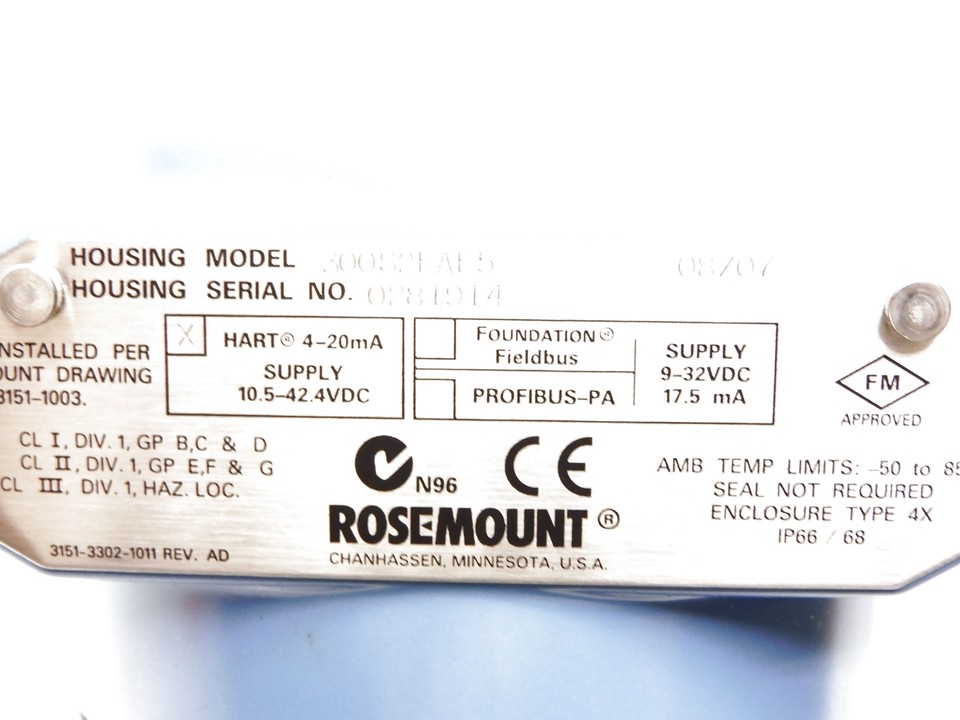 HOUSING MODEL
08/07
HOUSING SERIAL NO. 0281914
NSTALLED PER
OUNT DRAWING
3151-1003.
X
HART® 4-20mA
SUPPLY
10.5-42.4VDC
FOUNDATION®
Fieldbus
PROFIBUS-PA
SUPPLY
9-32VDC
17.5 mA
FM
APPROVED
CL I, DIV. 1, GP B,C & D
CL II, DIV. 1, GP E,F & G
CL III, DIV. 1, HAZ. LOC.
N96
CE
AMB TEMP LIMITS: -50 to 85
SEAL NOT REQUIRED
ENCLOSURE TYPE 4X
IP66 / 68
ROSEMOUNT®
CHANHASSEN, MINNESOTA, U.S.A.
3151-3302-1011 REV. AD